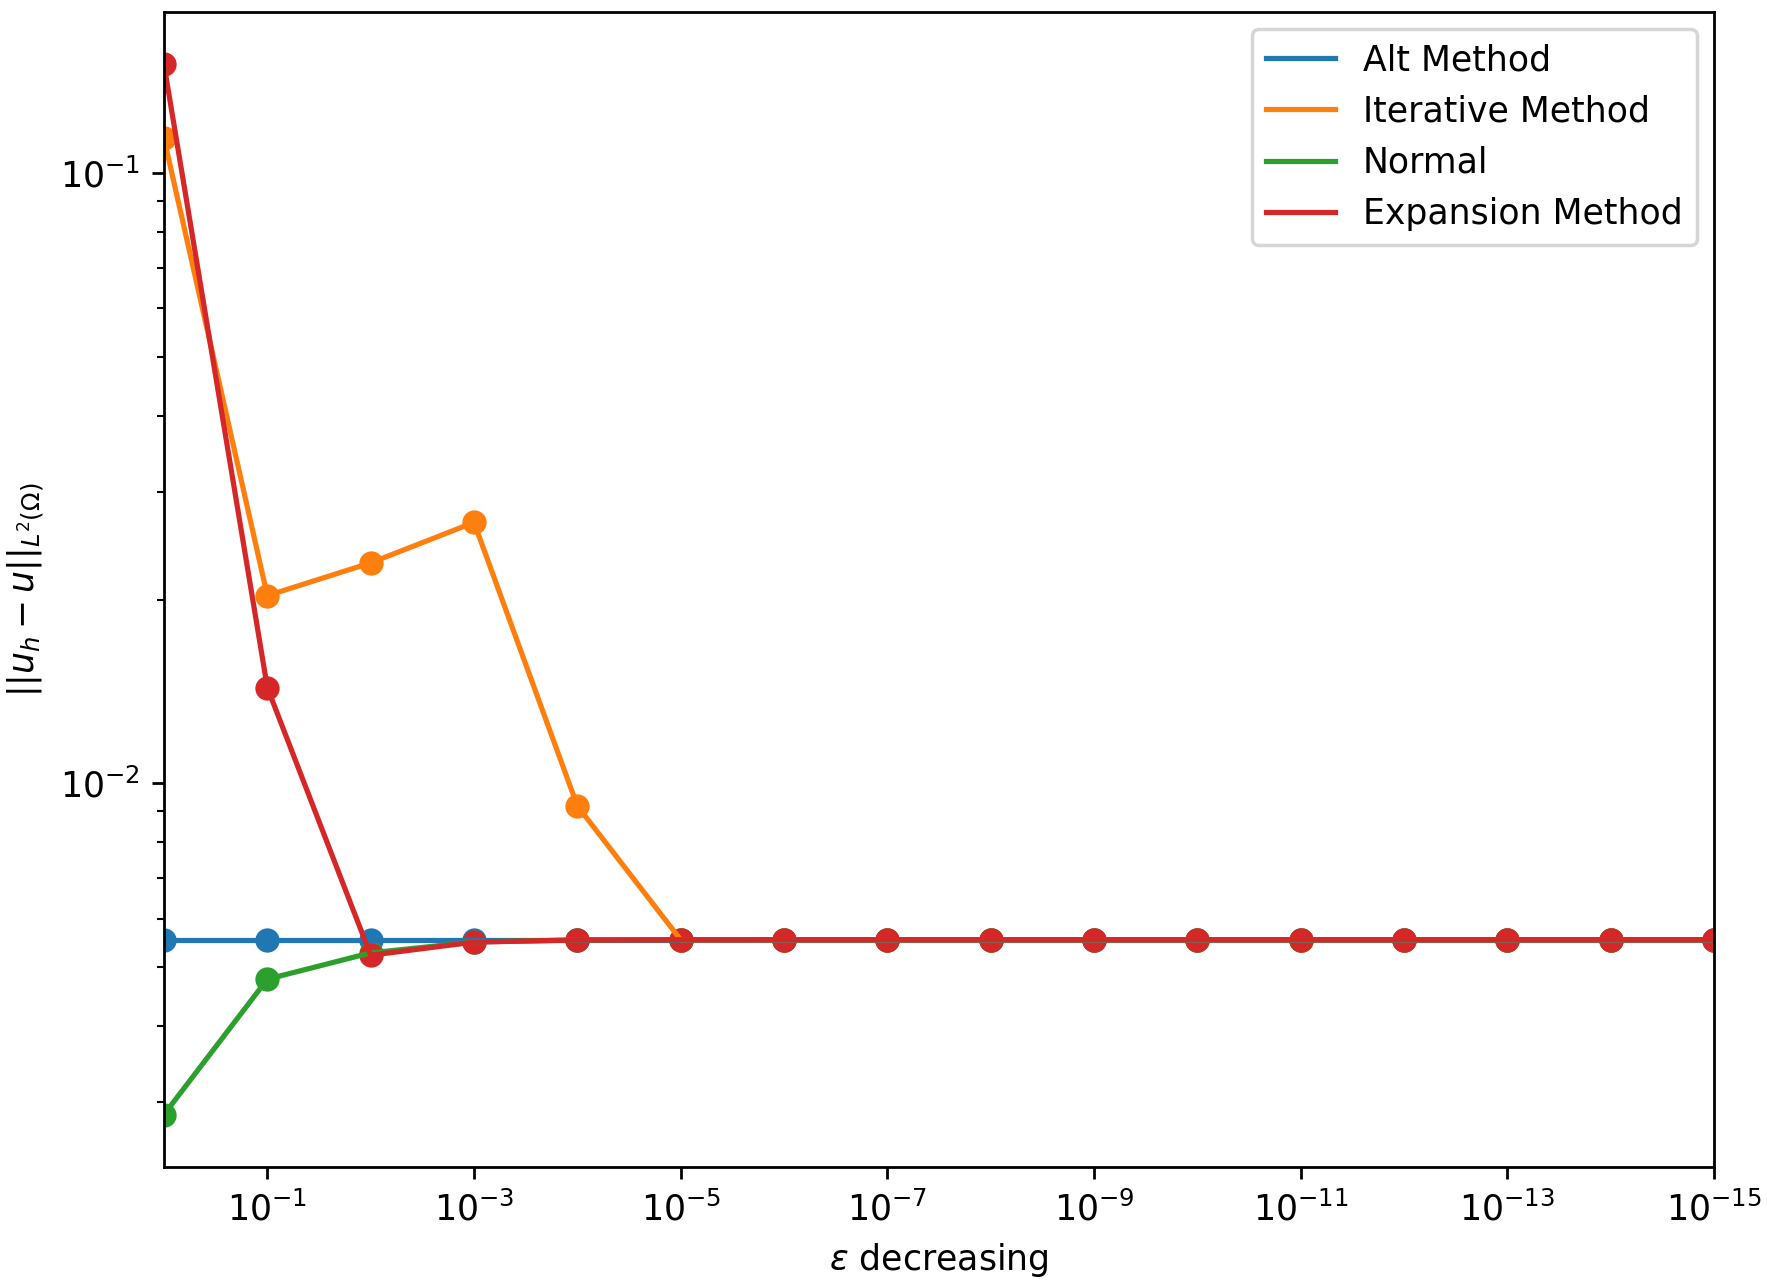 Alt Method
Iterative Method
Normal
Expansion Method
10⁻¹
10⁻²
||u_h − u||_{L²(Ω)}
10⁻¹ 10⁻³ 10⁻⁵ 10⁻⁷ 10⁻⁹ 10⁻¹¹ 10⁻¹³ 10⁻¹⁵
ε decreasing